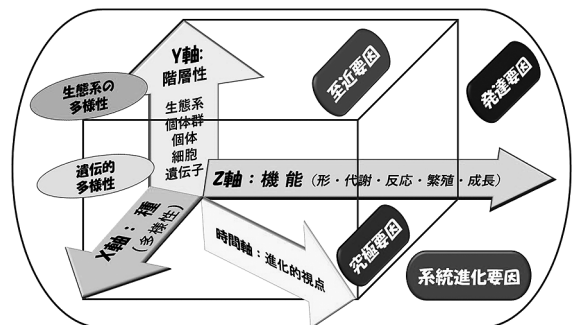 Y軸:
階層性
生態系
個体群
個体
細胞
遺伝子
生態系の
多様性
遺伝的
多様性
至近要因
発達要因
Z軸：機能（形・代謝・反応・繁殖・成長）
X軸：種
（多様性）
時間軸：進化的視点
究極要因
系統進化要因